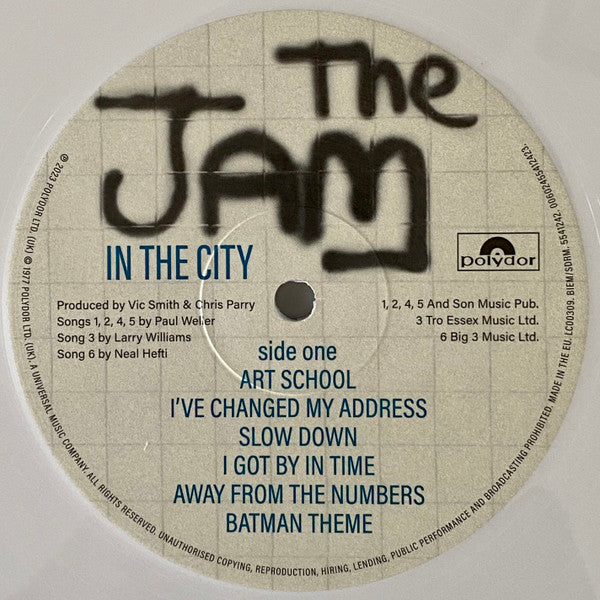 The
JAM
IN THE CITY
polydor
Produced by Vic Smith & Chris Parry
Songs 1, 2, 4, 5 by Paul Weller
Song 3 by Larry Williams
Song 6 by Neal Hefti
1, 2, 4, 5 And Son Music Pub.
3 Tro Essex Music Ltd.
6 Big 3 Music Ltd.
side one
ART SCHOOL
I'VE CHANGED MY ADDRESS
SLOW DOWN
I GOT BY IN TIME
AWAY FROM THE NUMBERS
BATMAN THEME
℗ 2023 POLYDOR LTD. (UK) © 1977 POLYDOR LTD. (UK). A UNIVERSAL MUSIC COMPANY. ALL RIGHTS RESERVED. UNAUTHORISED COPYING, REPRODUCTION, HIRING, LENDING, PUBLIC PERFORMANCE AND BROADCASTING PROHIBITED. MADE IN THE EU. LC00309. BIEM/SDRM. 5541242. 00602455412423.